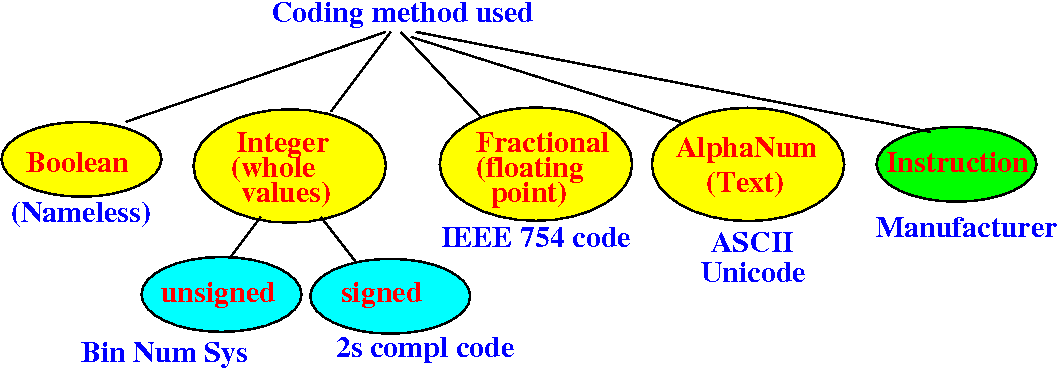 Coding method used
Boolean
(Nameless)
Integer
(whole
values)
Fractional
(floating
point)
IEEE 754 code
AlphaNum
(Text)
ASCII
Unicode
Instruction
Manufacturer
unsigned
Bin Num Sys
signed
2s compl code